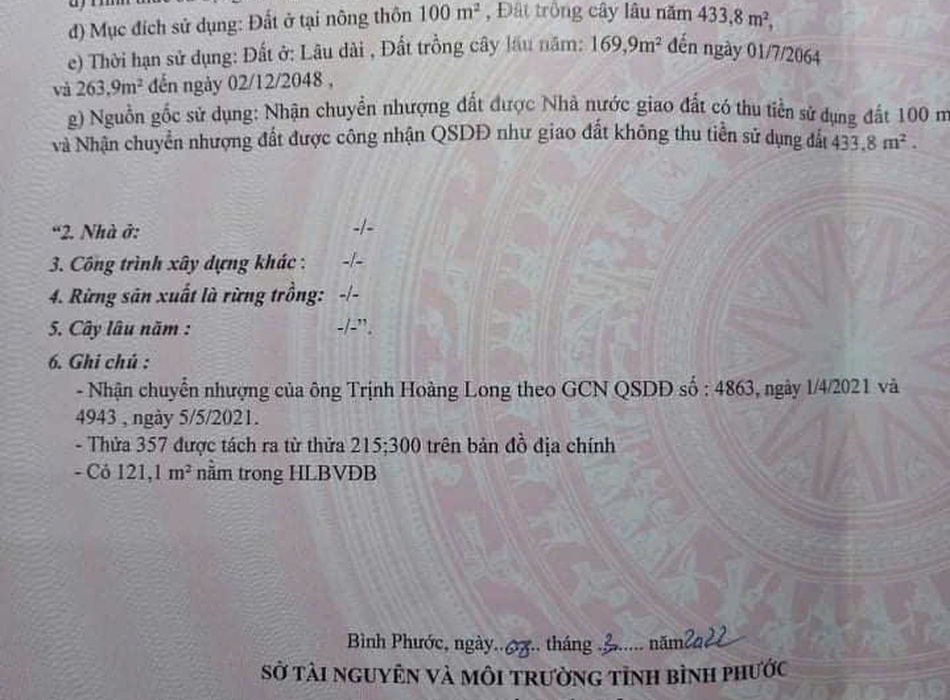 đ) Mục đích sử dụng: Đất ở tại nông thôn 100 m² , Đất trồng cây lâu năm 433,8 m²,
e) Thời hạn sử dụng: Đất ở: Lâu dài , Đất trồng cây lâu năm: 169,9m² đến ngày 01/7/2064
và 263,9m² đến ngày 02/12/2048 ,
g) Nguồn gốc sử dụng: Nhận chuyển nhượng đất được Nhà nước giao đất có thu tiền sử dụng đất 100 m
và Nhận chuyển nhượng đất được công nhận QSDĐ như giao đất không thu tiền sử dụng đất 433,8 m² .
“2. Nhà ở: -/-
3. Công trình xây dựng khác : -/-
4. Rừng sản xuất là rừng trồng: -/-
5. Cây lâu năm : -/-”.
6. Ghi chú :
- Nhận chuyển nhượng của ông Trịnh Hoàng Long theo GCN QSDĐ số : 4863, ngày 1/4/2021 và
4943 , ngày 5/5/2021.
- Thửa 357 được tách ra từ thửa 215;300 trên bản đồ địa chính
- Có 121,1 m² nằm trong HLBVĐB
Bình Phước, ngày.... tháng .3..... năm 2022
SỞ TÀI NGUYÊN VÀ MÔI TRƯỜNG TỈNH BÌNH PHƯỚC